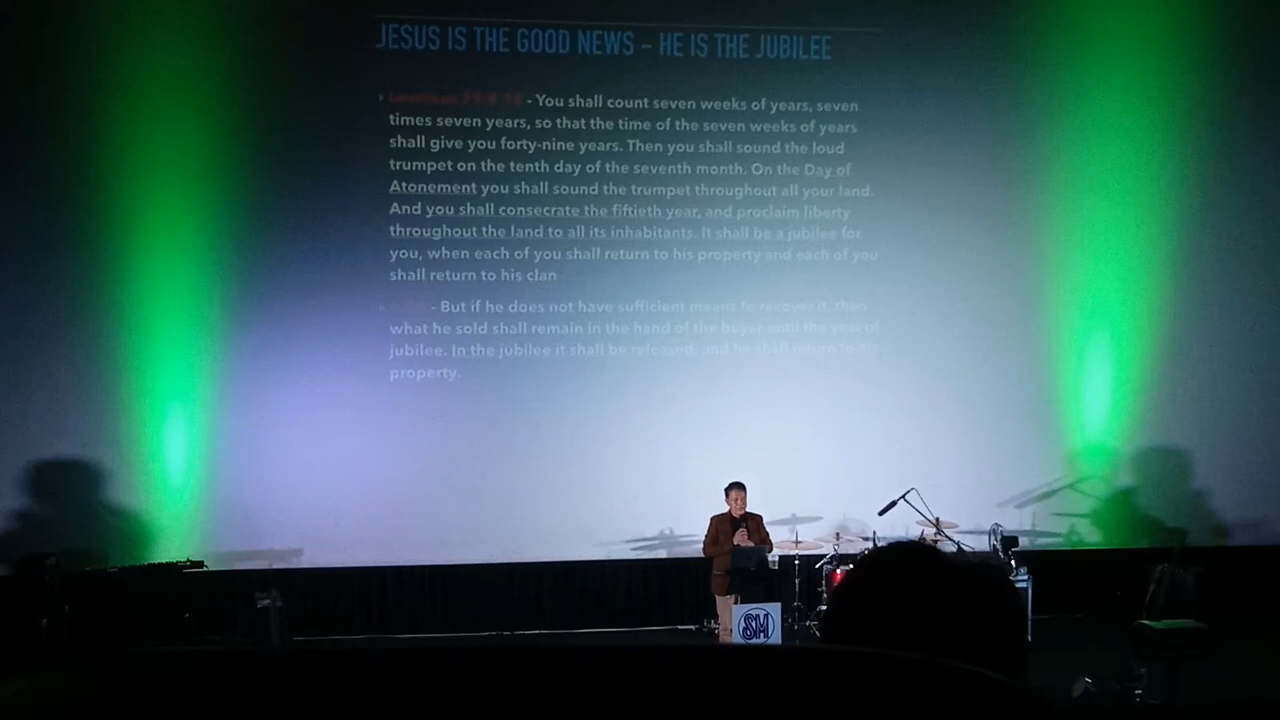 JESUS IS THE GOOD NEWS – HE IS THE JUBILEE
- You shall count seven weeks of years, seven
times seven years, so that the time of the seven weeks of years
shall give you forty-nine years. Then you shall sound the loud
trumpet on the tenth day of the seventh month. On the Day of
Atonement you shall sound the trumpet throughout all your land.
And you shall consecrate the fiftieth year, and proclaim liberty
throughout the land to all its inhabitants. It shall be a jubilee for
you, when each of you shall return to his property and each of you
shall return to his clan
- But if he does not have sufficient means to recover it, then
what he sold shall remain in the hand of the buyer until the year of
jubilee. In the jubilee it shall be released, and he shall return to his
property.
SM